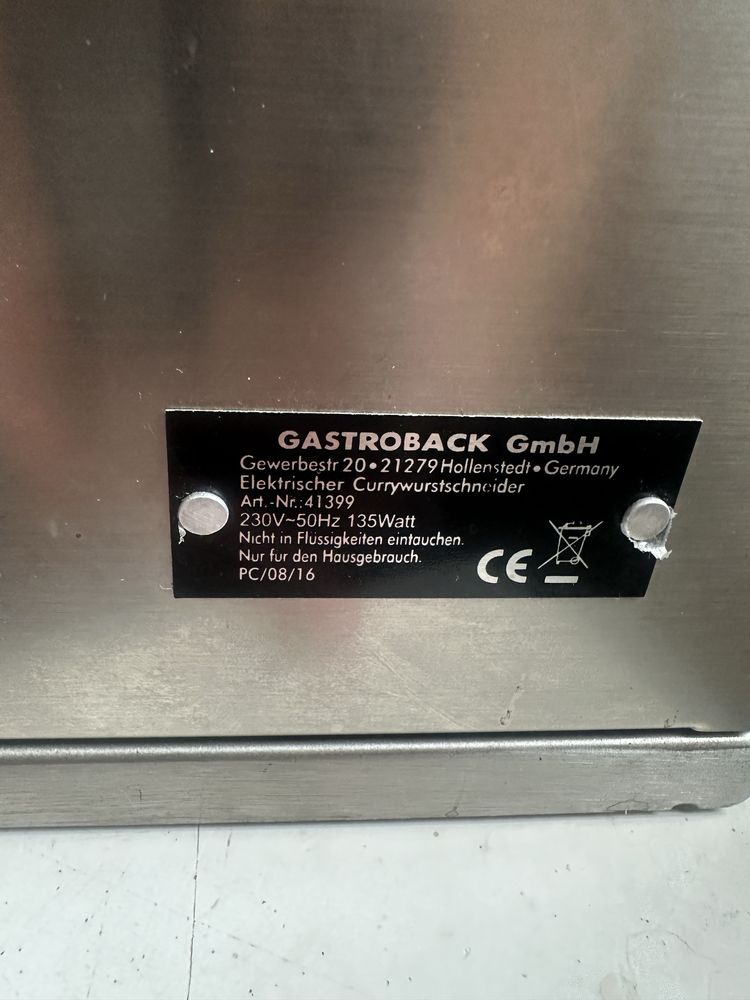 GASTROBACK GmbH
Gewerbestr 20 • 21279 Hollenstedt • Germany
Elektrischer Currywurstschneider
Art.-Nr.:41399
230V~50Hz 135Watt
Nicht in Flüssigkeiten eintauchen.
Nur für den Hausgebrauch.
PC/08/16
CE